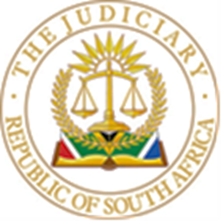 THE JUDICIARY
REPUBLIC OF SOUTH AFRICA